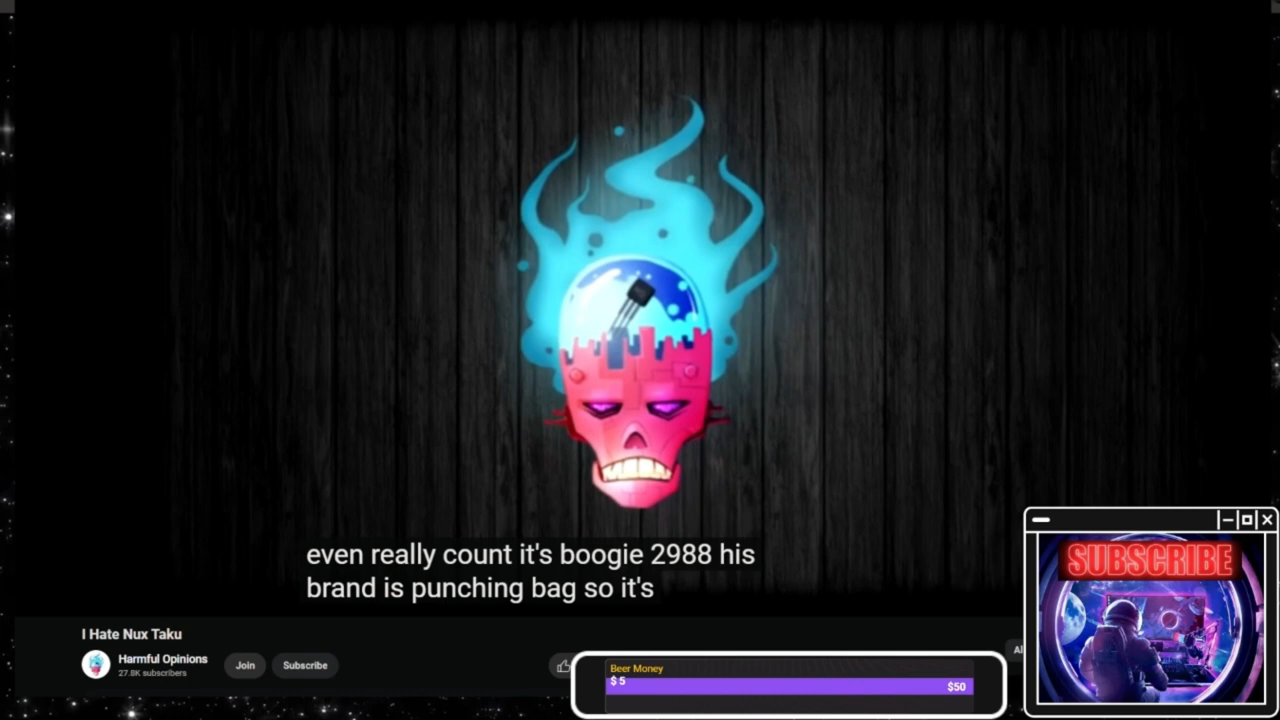 even really count it's boogie 2988 his
brand is punching bag so it's
SUBSCRIBE
I Hate Nux Taku
Harmful Opinions
27.8K subscribers
Join
Subscribe
Al
Beer Money
$ 5
$50